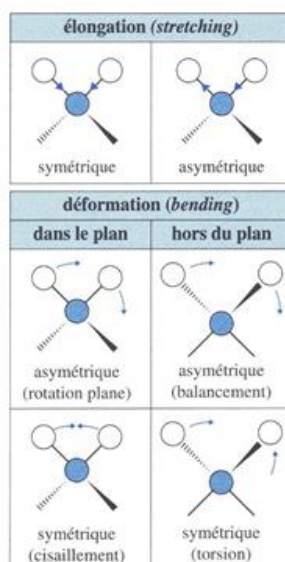 élongation (stretching)
symétrique
asymétrique
déformation (bending)
dans le plan
hors du plan
asymétrique
(rotation plane)
asymétrique
(balancement)
symétrique
(cisaillement)
symétrique
(torsion)